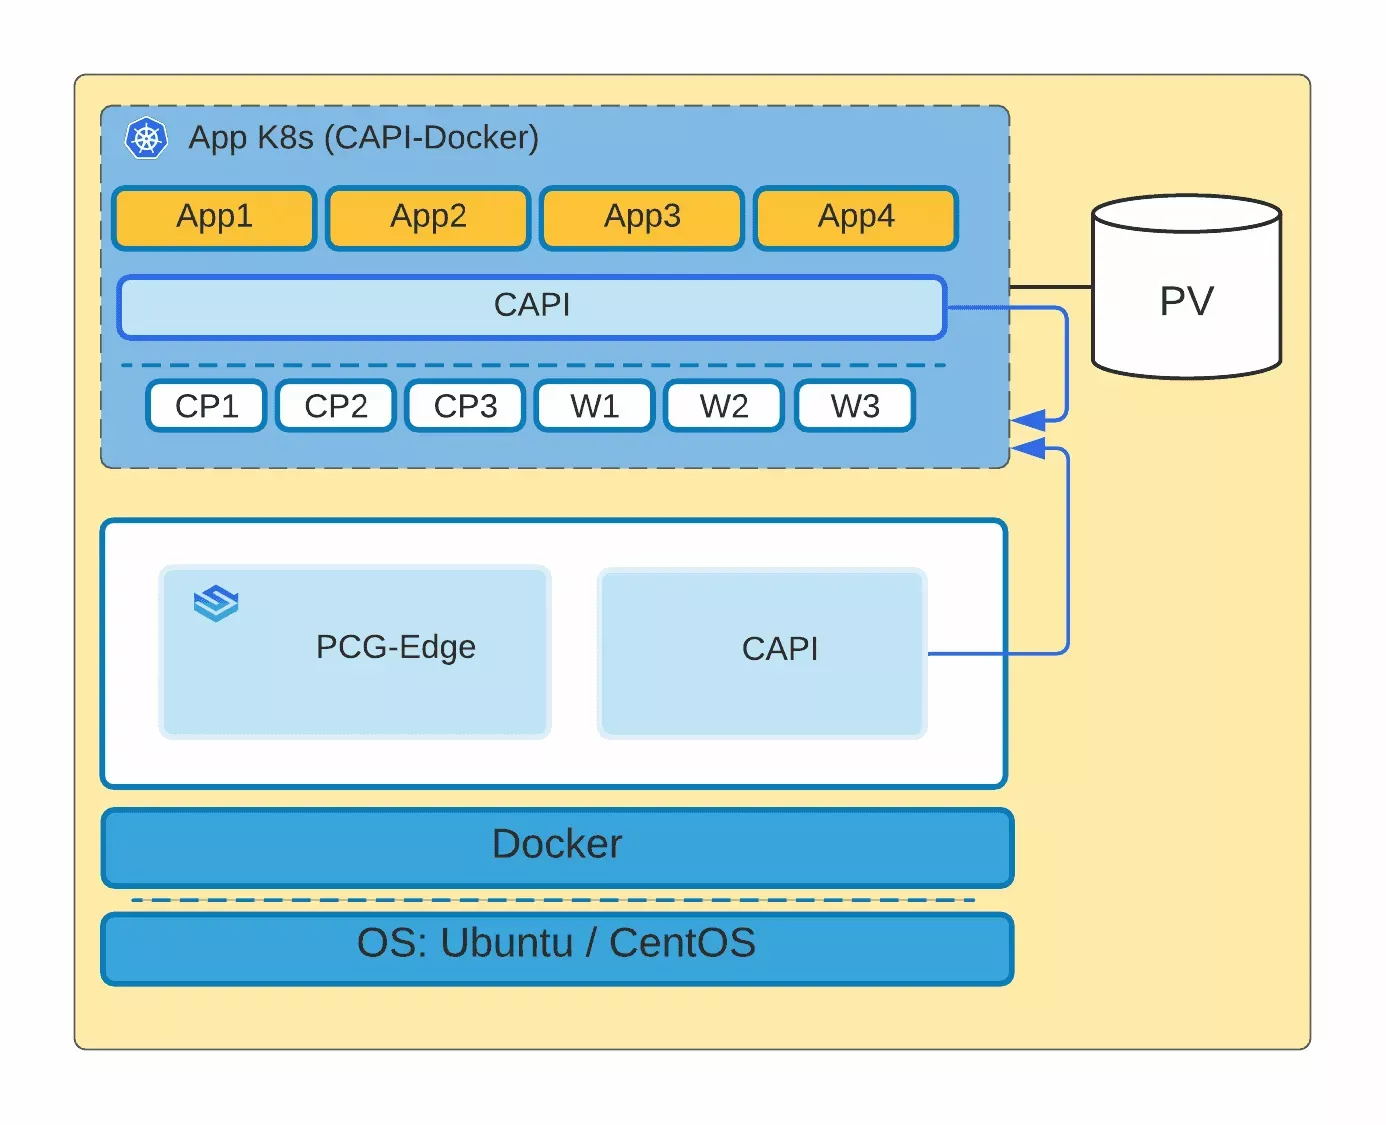 App K8s (CAPI-Docker)
App1 App2 App3 App4
CAPI
PV
CP1 CP2 CP3 W1 W2 W3
PCG-Edge
CAPI
Docker
OS: Ubuntu / CentOS